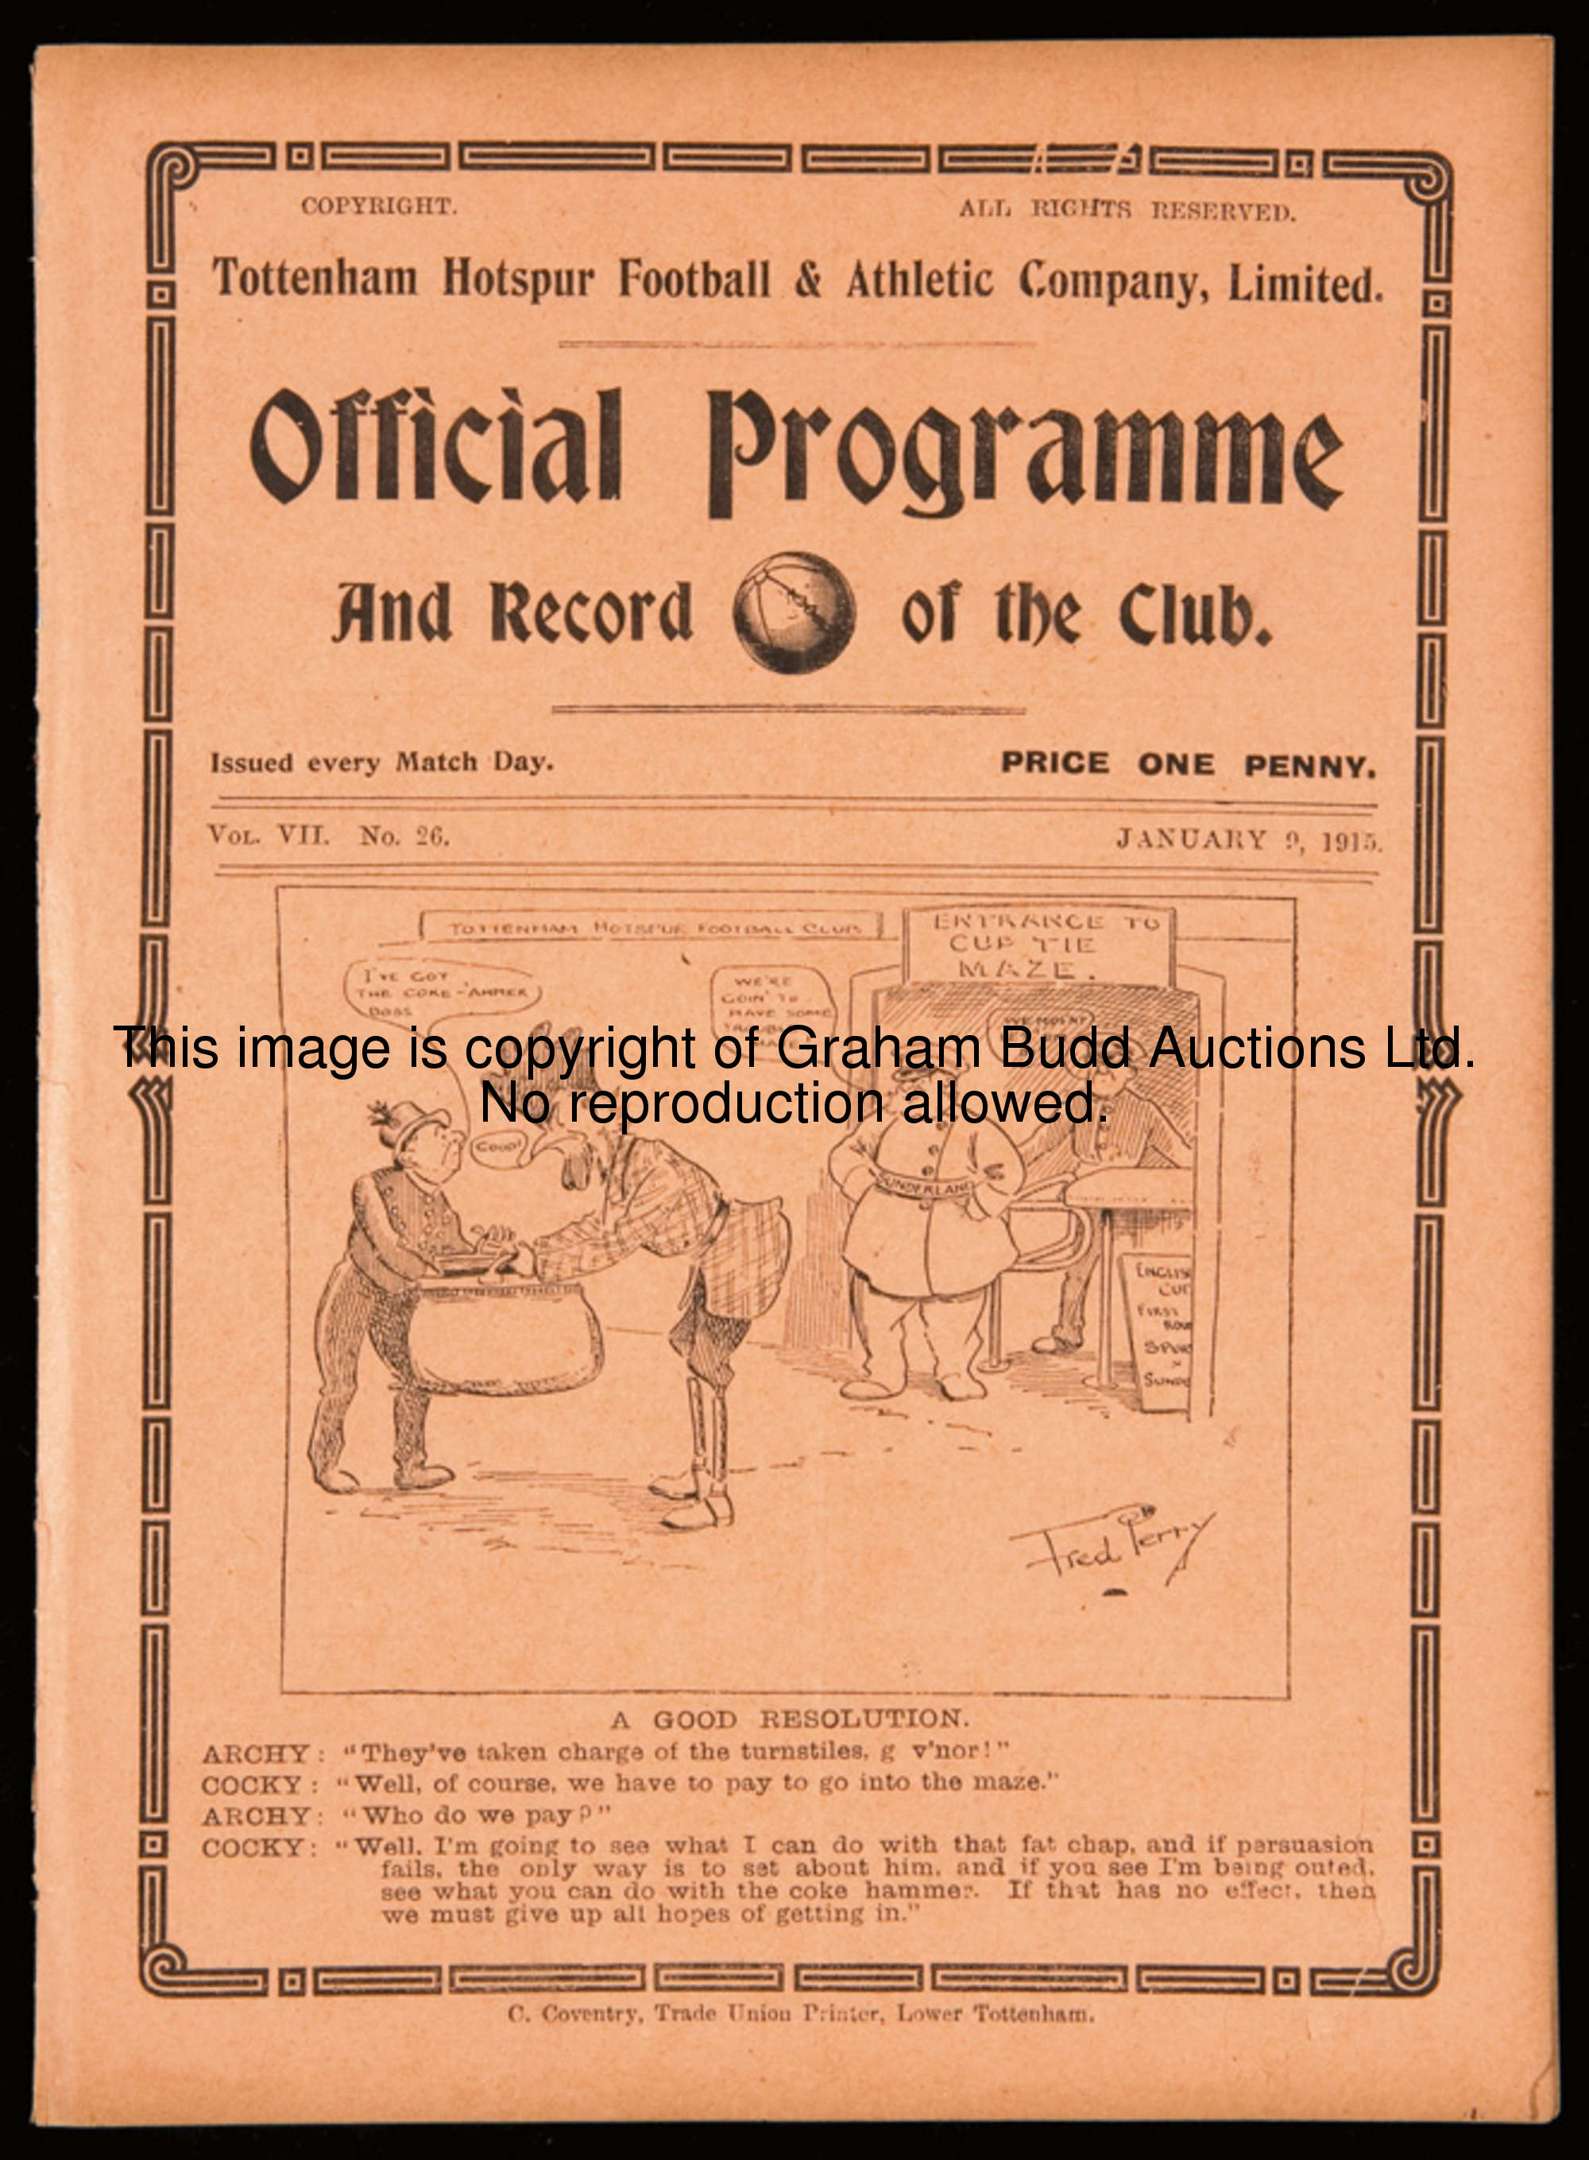 COPYRIGHT.
ALL RIGHTS RESERVED.
Tottenham Hotspur Football & Athletic Company, Limited.
Official Programme
And Record of the Club.
Issued every Match Day.
PRICE ONE PENNY.
VOL. VII. No. 26.
JANUARY 9, 1915.
TOTTENHAM HOTSPUR FOOTBALL CLUB
ENTRANCE TO
CUP TIE
MAZE.
I'VE GOT
THE COKE-'AMMER
BOSS
WE'RE
GOIN' TO
HAVE SOME
This image is copyright of Graham Budd Auctions Ltd.
No reproduction allowed.
GOOD!
SUNDERLAND
ENGLIS
CUP
FIRST
ROUN
SPUR
SUNDE
Fred Perry
A GOOD RESOLUTION.
ARCHY: "They've taken charge of the turnstiles, g v'nor!"
COCKY: "Well, of course, we have to pay to go into the maze."
ARCHY: "Who do we pay?"
COCKY: "Well, I'm going to see what I can do with that fat chap, and if persuasion
fails, the only way is to set about him, and if you see I'm being outed,
see what you can do with the coke hammer. If that has no effect, then
we must give up all hopes of getting in."
C. Coventry, Trade Union Printer, Lower Tottenham.